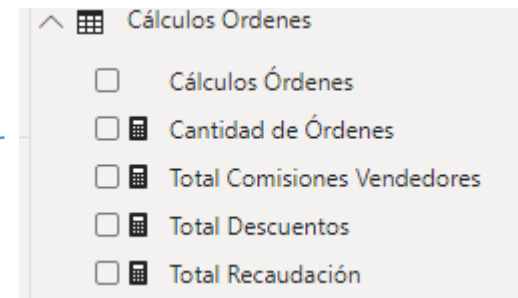 Cálculos Ordenes
Cálculos Órdenes
Cantidad de Órdenes
Total Comisiones Vendedores
Total Descuentos
Total Recaudación